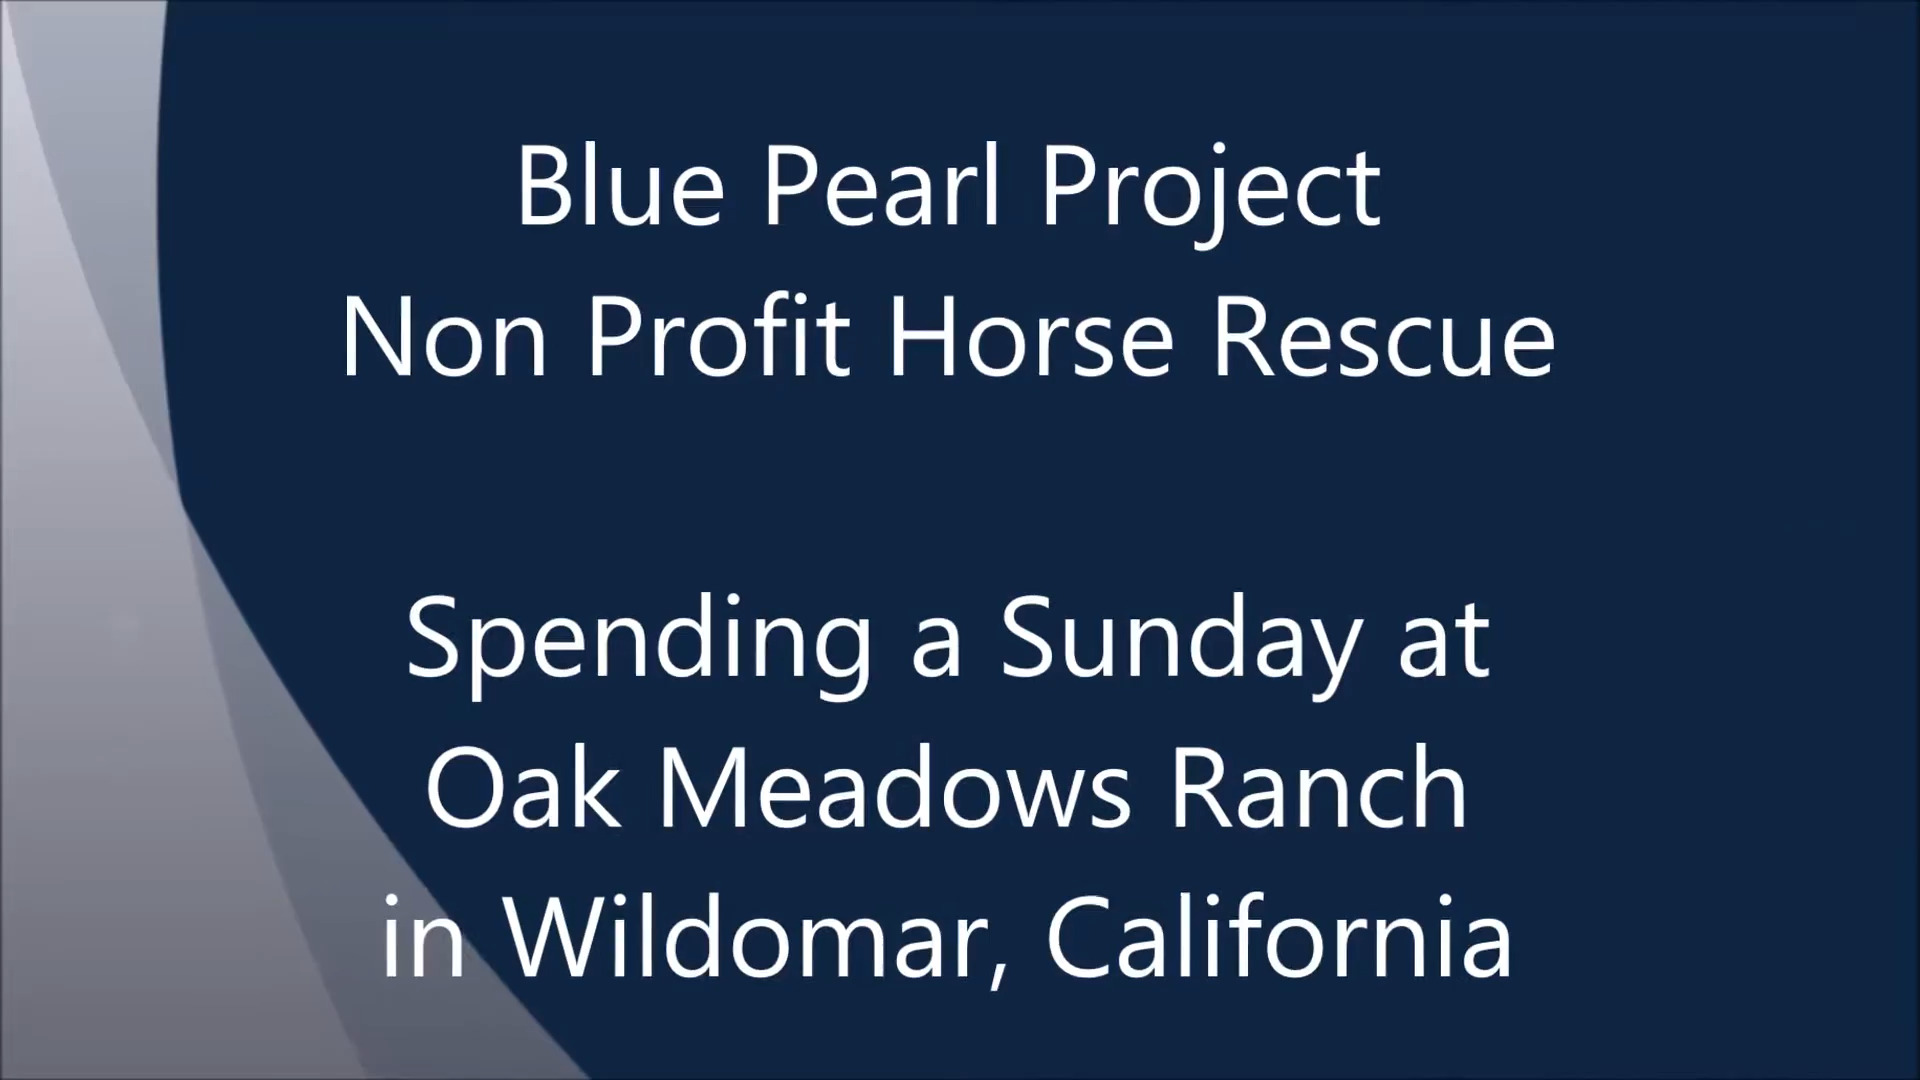 Blue Pearl Project
Non Profit Horse Rescue
Spending a Sunday at
Oak Meadows Ranch
in Wildomar, California